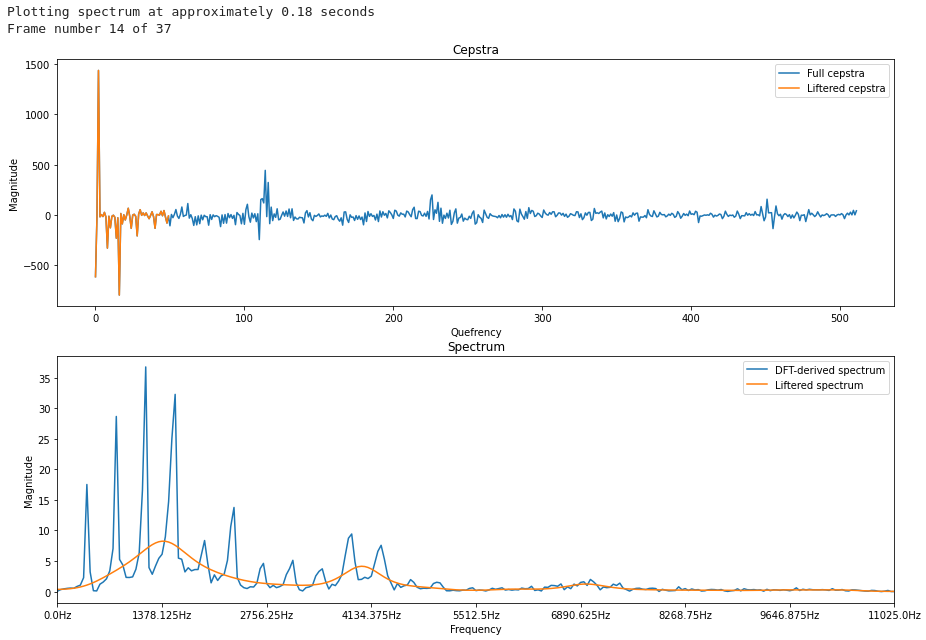 Plotting spectrum at approximately 0.18 seconds
Frame number 14 of 37
Cepstra
1500
1000
500
0
−500
Magnitude
Full cepstra
Liftered cepstra
0 100 200 300 400 500
Quefrency
Spectrum
35
30
25
20
15
10
5
0
Magnitude
DFT-derived spectrum
Liftered spectrum
0.0Hz 1378.125Hz 2756.25Hz 4134.375Hz 5512.5Hz 6890.625Hz 8268.75Hz 9646.875Hz 11025.0Hz
Frequency